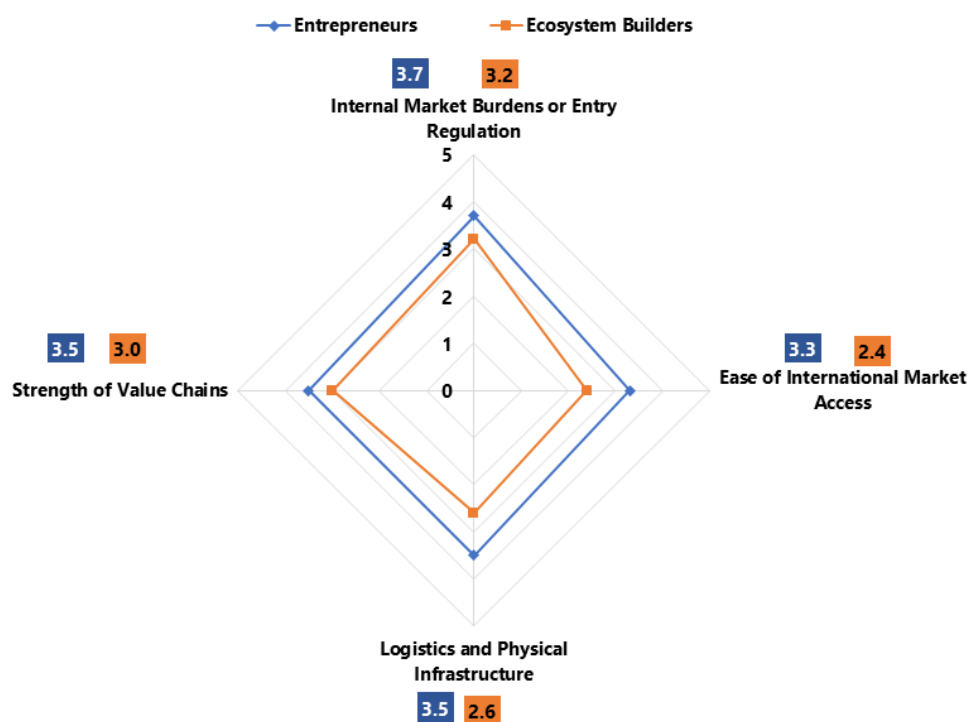 Entrepreneurs Ecosystem Builders
3.7 3.2
Internal Market Burdens or Entry
Regulation
5
4
3
2
1
0
3.5 3.0
Strength of Value Chains
3.3 2.4
Ease of International Market
Access
Logistics and Physical
Infrastructure
3.5 2.6